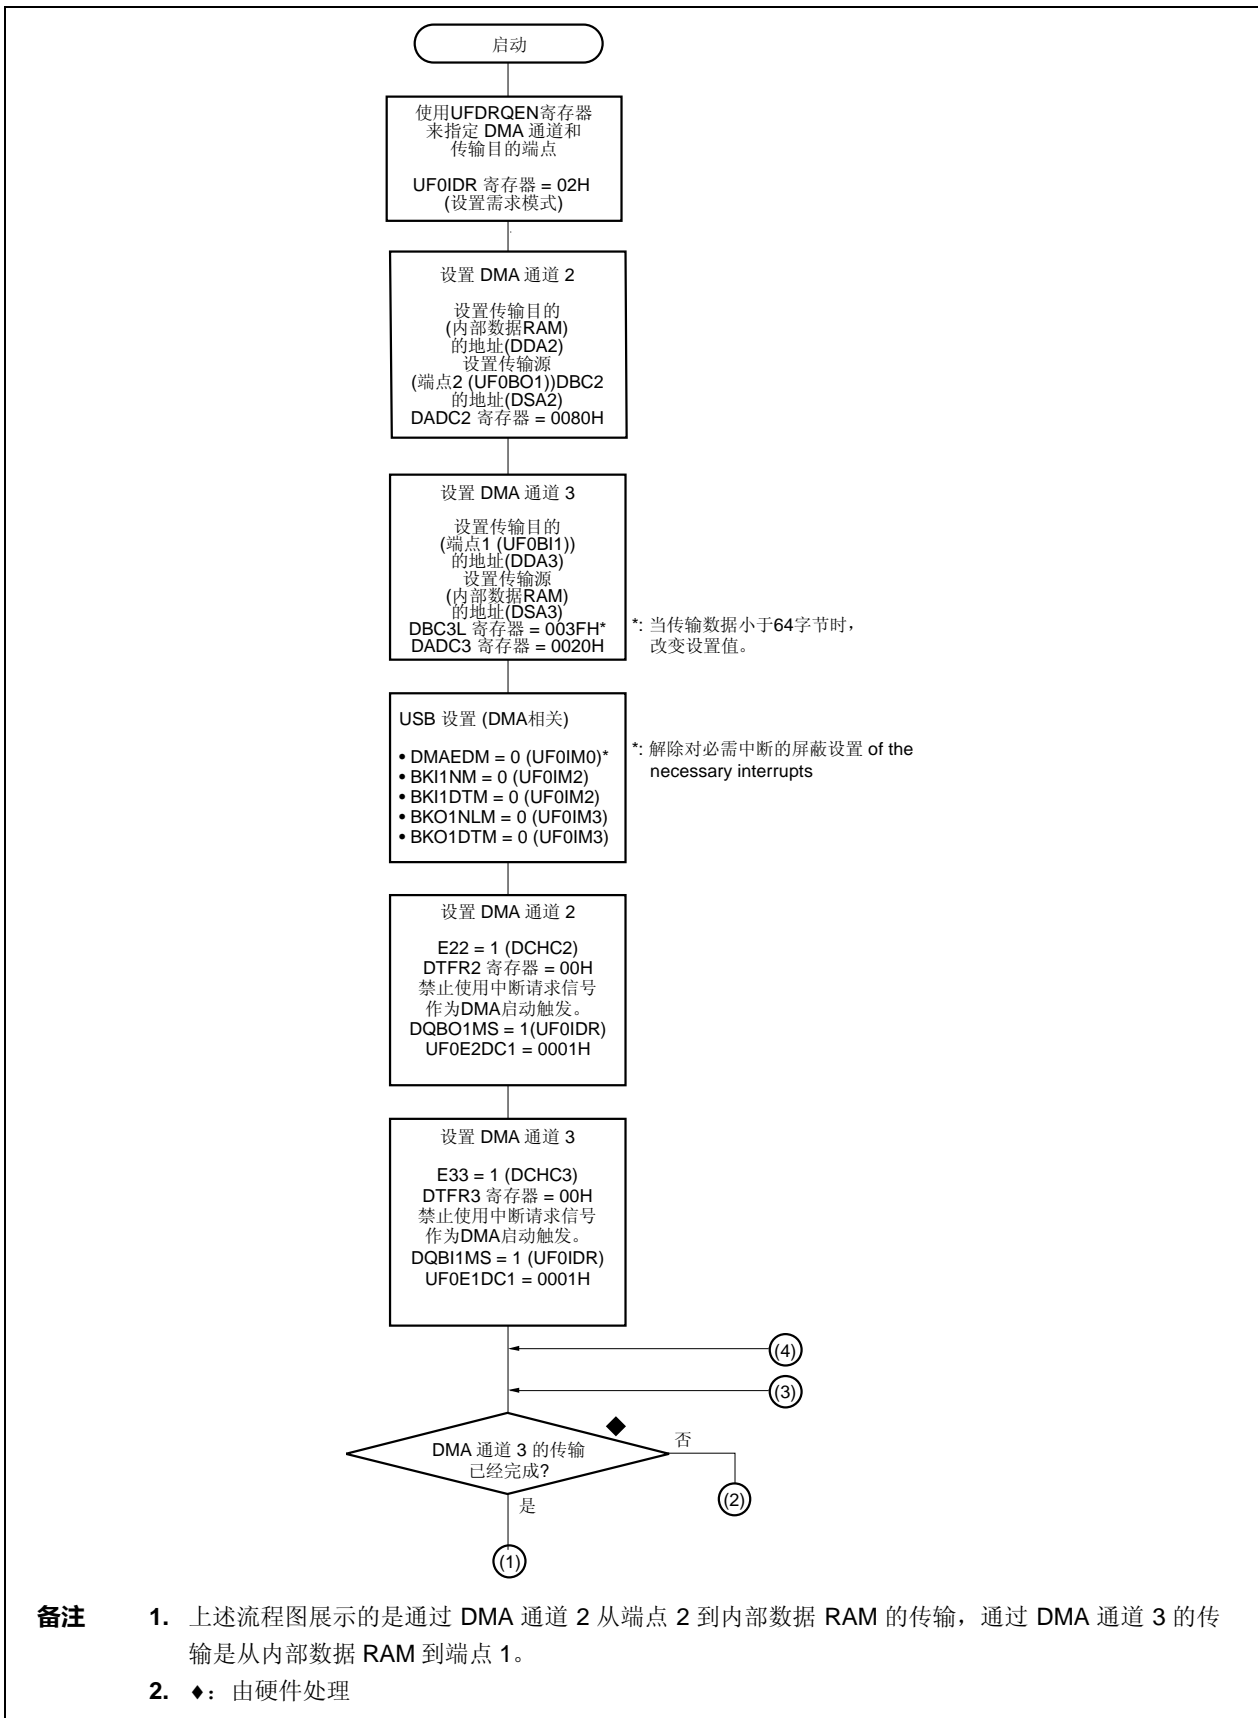 启动
使用UFDRQEN寄存器
来指定 DMA 通道和
传输目的端点
UF0IDR 寄存器 = 02H
(设置需求模式)
设置 DMA 通道 2
设置传输目的
(内部数据RAM)
的地址(DDA2)
设置传输源
(端点2 (UF0BO1))DBC2
的地址(DSA2)
DADC2 寄存器 = 0080H
设置 DMA 通道 3
设置传输目的
(端点1 (UF0BI1))
的地址(DDA3)
设置传输源
(内部数据RAM)
的地址(DSA3)
DBC3L 寄存器 = 003FH*
DADC3 寄存器 = 0020H
*: 当传输数据小于64字节时，
改变设置值。
USB 设置 (DMA相关)
• DMAEDM = 0 (UF0IM0)*
• BKI1NM = 0 (UF0IM2)
• BKI1DTM = 0 (UF0IM2)
• BKO1NLM = 0 (UF0IM3)
• BKO1DTM = 0 (UF0IM3)
*: 解除对必需中断的屏蔽设置 of the
necessary interrupts
设置 DMA 通道 2
E22 = 1 (DCHC2)
DTFR2 寄存器 = 00H
禁止使用中断请求信号
作为DMA启动触发。
DQBO1MS = 1(UF0IDR)
UF0E2DC1 = 0001H
设置 DMA 通道 3
E33 = 1 (DCHC3)
DTFR3 寄存器 = 00H
禁止使用中断请求信号
作为DMA启动触发。
DQBI1MS = 1 (UF0IDR)
UF0E1DC1 = 0001H
(4)
(3)
DMA 通道 3 的传输
已经完成?
否
(2)
是
(1)
备注 1. 上述流程图展示的是通过 DMA 通道 2 从端点 2 到内部数据 RAM 的传输，通过 DMA 通道 3 的传
输是从内部数据 RAM 到端点 1。
2. ♦：由硬件处理